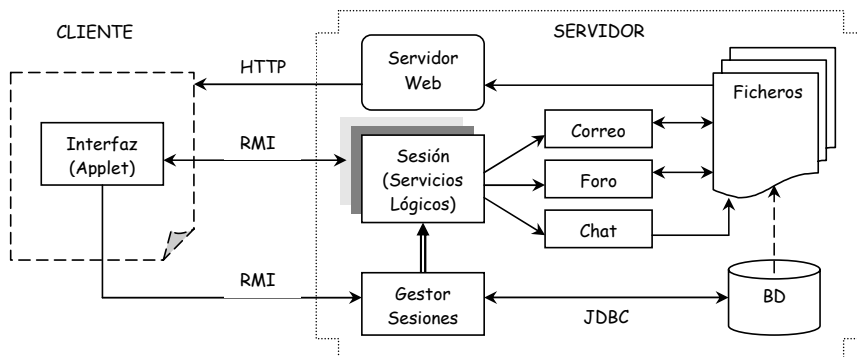 CLIENTE
SERVIDOR
HTTP
Servidor
Web
Ficheros
Interfaz
(Applet)
RMI
Sesión
(Servicios
Lógicos)
Correo
Foro
Chat
RMI
Gestor
Sesiones
JDBC
BD